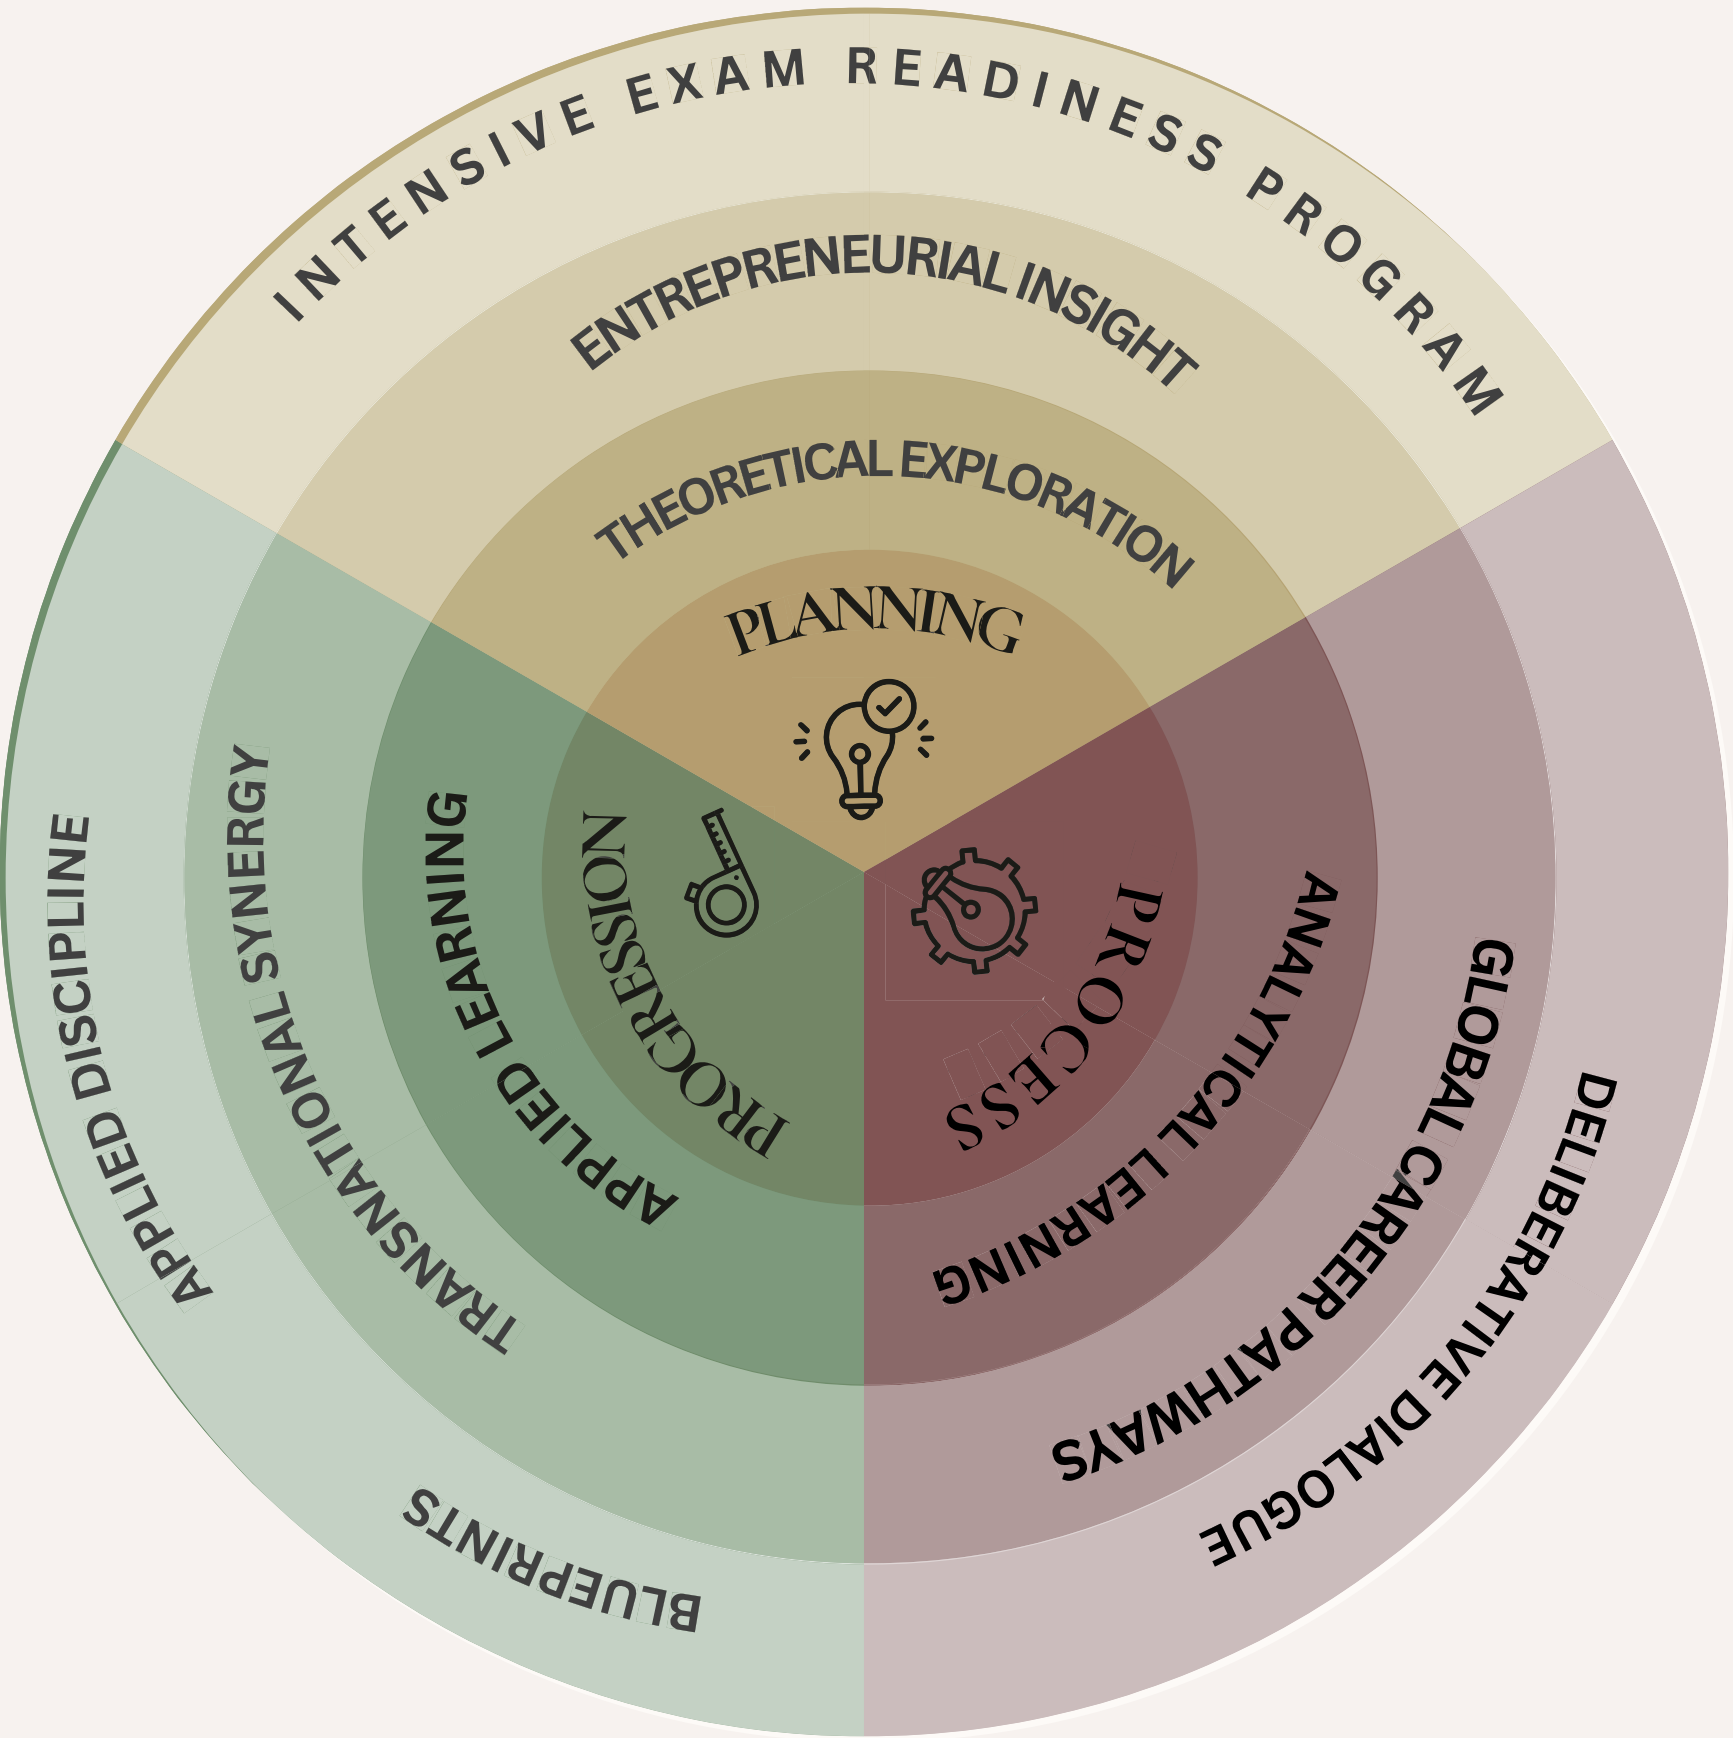 INTENSIVE EXAM READINESS PROGRAM
ENTREPRENEURIAL INSIGHT
THEORETICAL EXPLORATION
PLANNING
PROCESS
ANALYTICAL LEARNING
GLOBAL CAREER PATHWAYS
DELIBERATIVE DIALOGUE
PROGRESSION
APPLIED LEARNING
TRANSNATIONAL SYNERGY
APPLIED DISCIPLINE
BLUEPRINTS